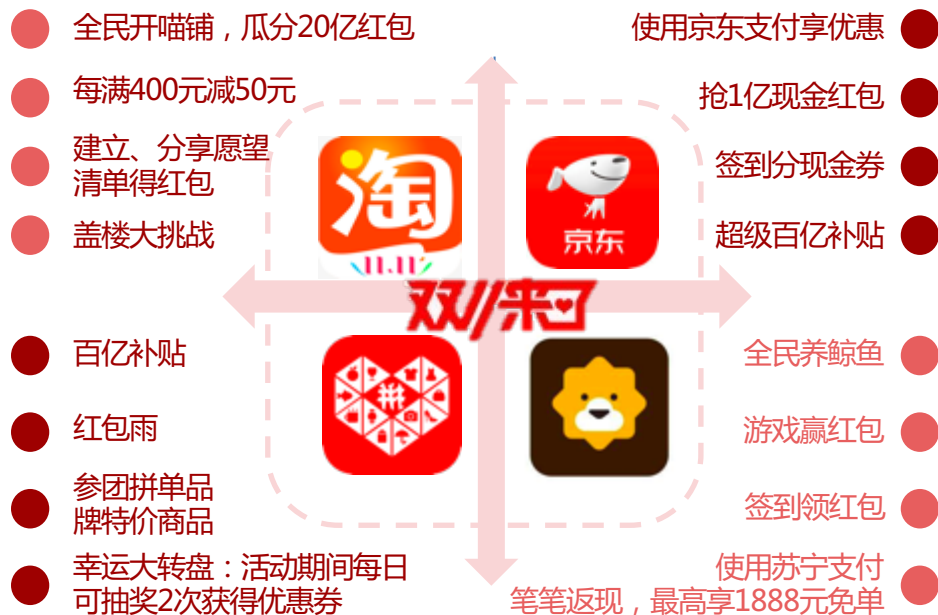 全民开喵铺，瓜分20亿红包
每满400元减50元
建立、分享愿望
清单得红包
盖楼大挑战
使用京东支付享优惠
抢1亿现金红包
签到分现金券
超级百亿补贴
淘
11.11
京东
双11来了
拼
百亿补贴
红包雨
参团拼单品
牌特价商品
幸运大转盘：活动期间每日
可抽奖2次获得优惠券
全民养鲸鱼
游戏赢红包
签到领红包
使用苏宁支付
笔笔返现，最高享1888元免单